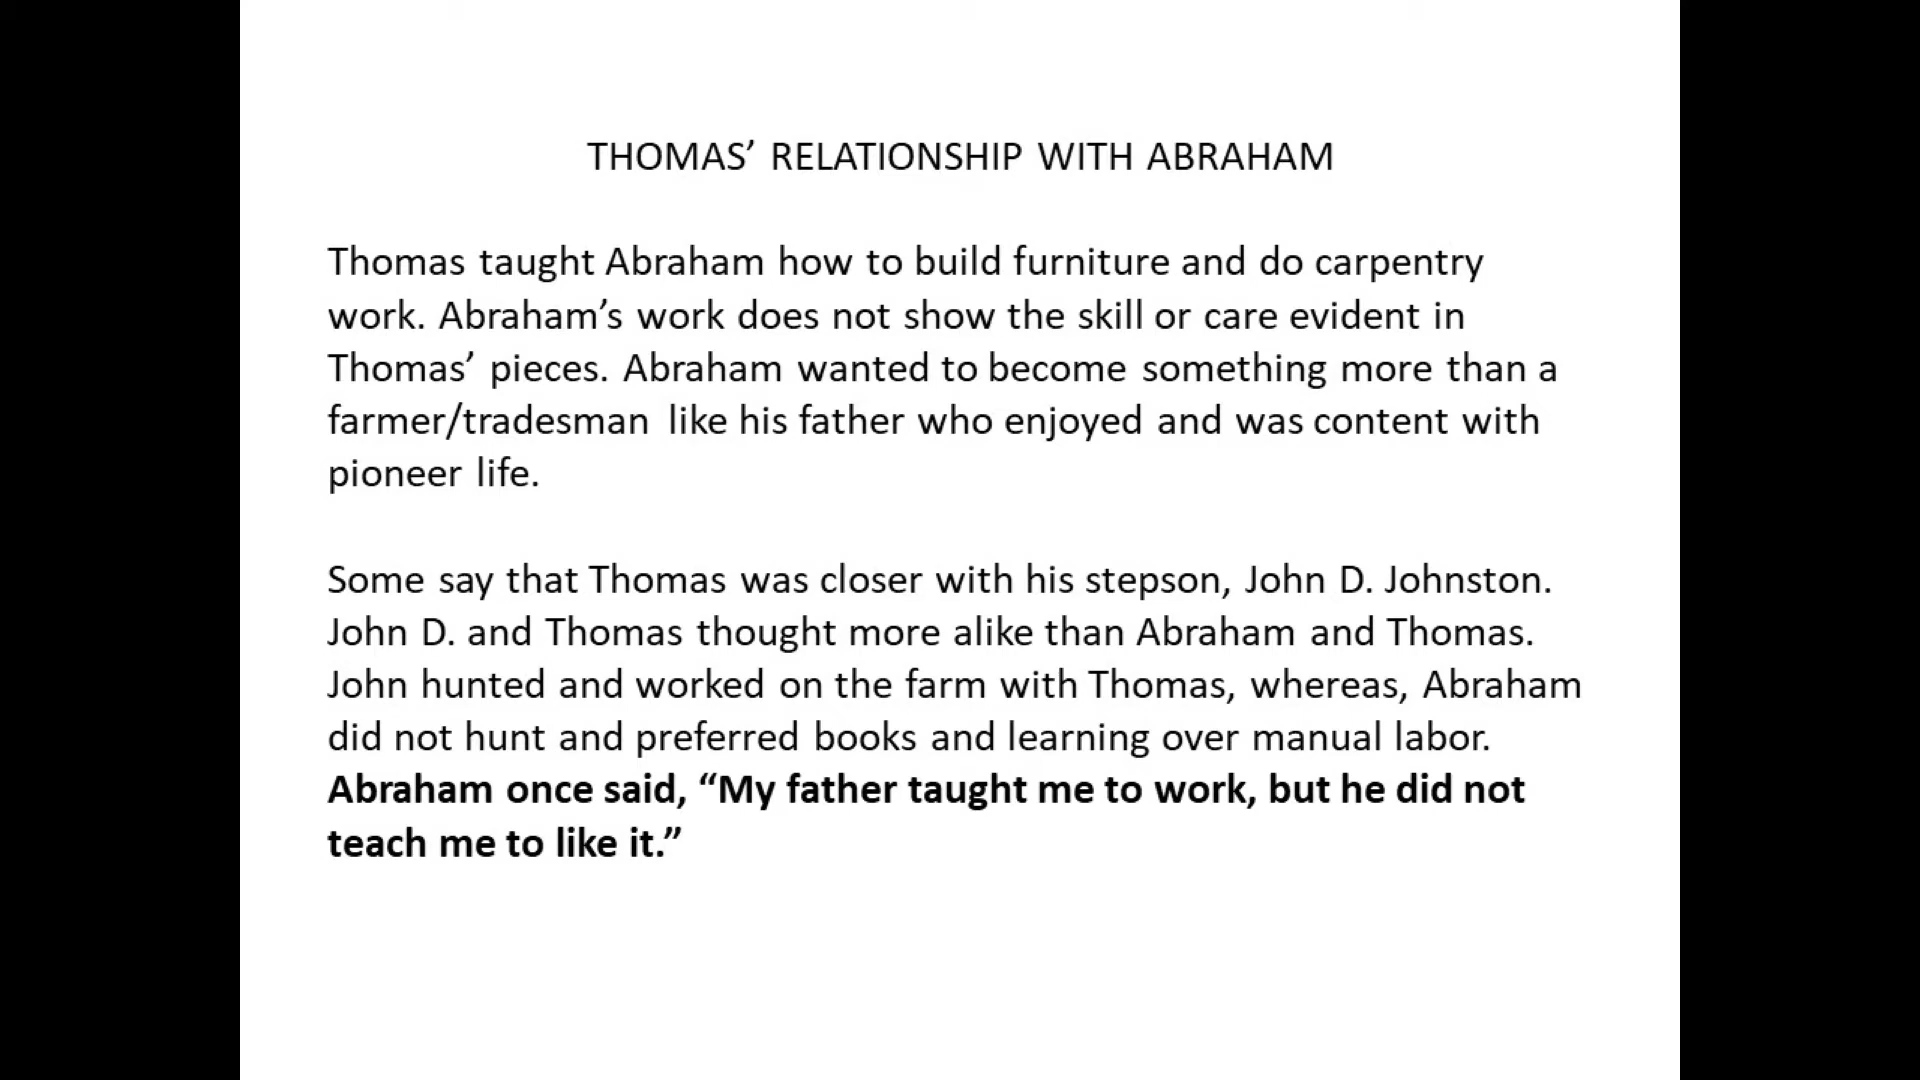 THOMAS’ RELATIONSHIP WITH ABRAHAM
Thomas taught Abraham how to build furniture and do carpentry
work. Abraham’s work does not show the skill or care evident in
Thomas’ pieces. Abraham wanted to become something more than a
farmer/tradesman like his father who enjoyed and was content with
pioneer life.
Some say that Thomas was closer with his stepson, John D. Johnston.
John D. and Thomas thought more alike than Abraham and Thomas.
John hunted and worked on the farm with Thomas, whereas, Abraham
did not hunt and preferred books and learning over manual labor.
Abraham once said, “My father taught me to work, but he did not
teach me to like it.”